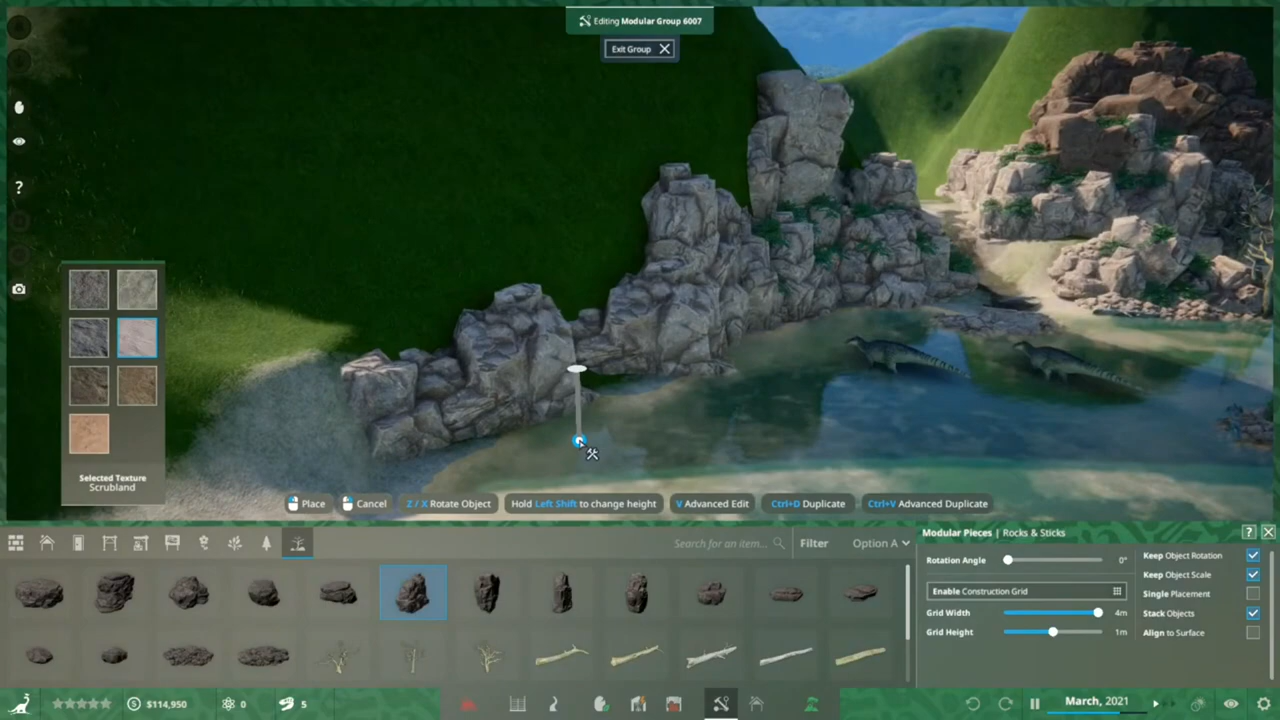 Editing Modular Group 6007
Exit Group
?
Selected Texture
Scrubland
Place
Cancel
Z / X Rotate Object
Hold Left Shift to change height
V Advanced Edit
Ctrl+D Duplicate
Ctrl+V Advanced Duplicate
Search for an item...
Filter
Option A
Modular Pieces | Rocks & Sticks
?
Rotation Angle 0°
Enable Construction Grid
Grid Width 4m
Grid Height 1m
Keep Object Rotation
Keep Object Scale
Single Placement
Stack Objects
Align to Surface
$114,950
0
5
March, 2021